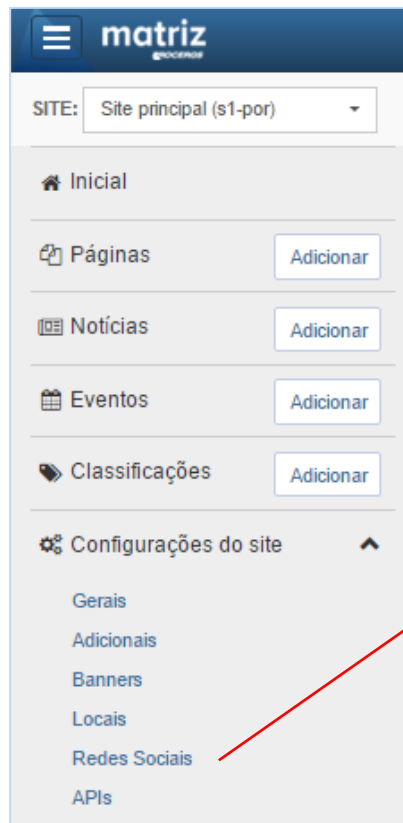 matriz
GROCEROS
SITE: Site principal (s1-por)
Inicial
Páginas Adicionar
Notícias Adicionar
Eventos Adicionar
Classificações Adicionar
Configurações do site
Gerais
Adicionais
Banners
Locais
Redes Sociais
APIs